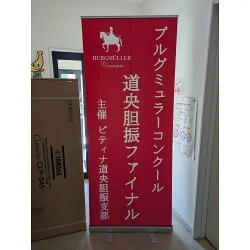 BURGMÜLLER
Concours
ブルグミュラーコンクール
道央胆振ファイナル
主催 ピティナ道央胆振支部
YAMAHA